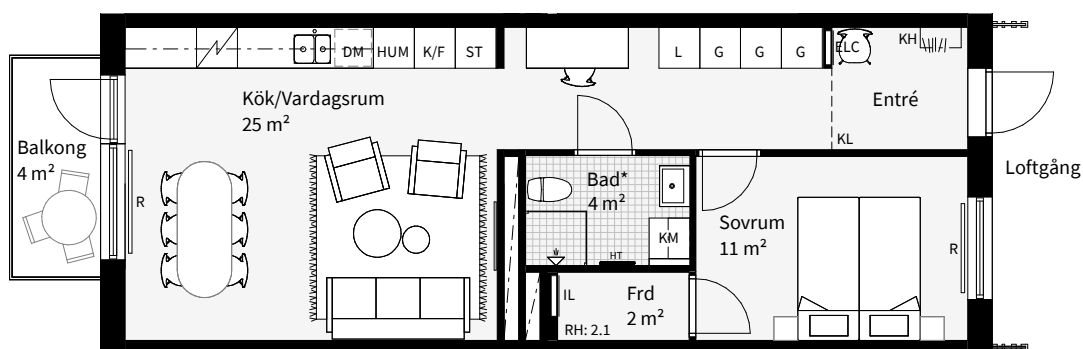 DM
HUM
K/F
ST
L
G
G
G
ELC
KH
Kök/Vardagsrum
25 m²
Entré
KL
Balkong
4 m²
Loftgång
R
Bad*
4 m²
KM
HT
Sovrum
11 m²
R
IL
Frd
2 m²
RH: 2.1